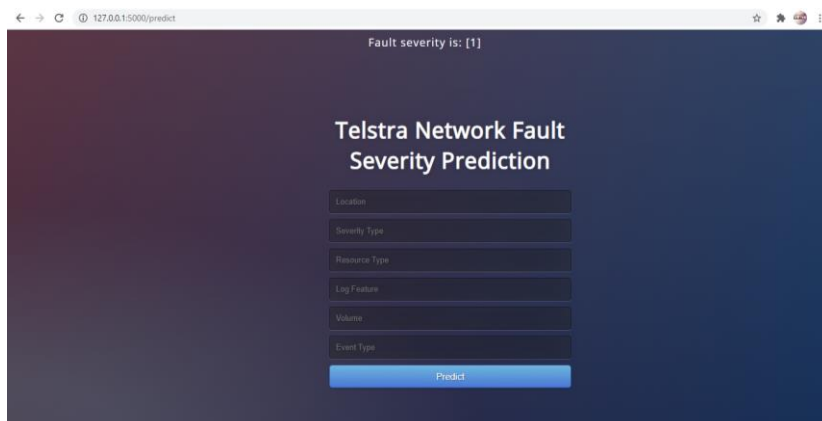 127.0.0.1:5000/predict
Fault severity is: [1]
Telstra Network Fault
Severity Prediction
Location
Severity Type
Resource Type
Log Feature
Volume
Event Type
Predict